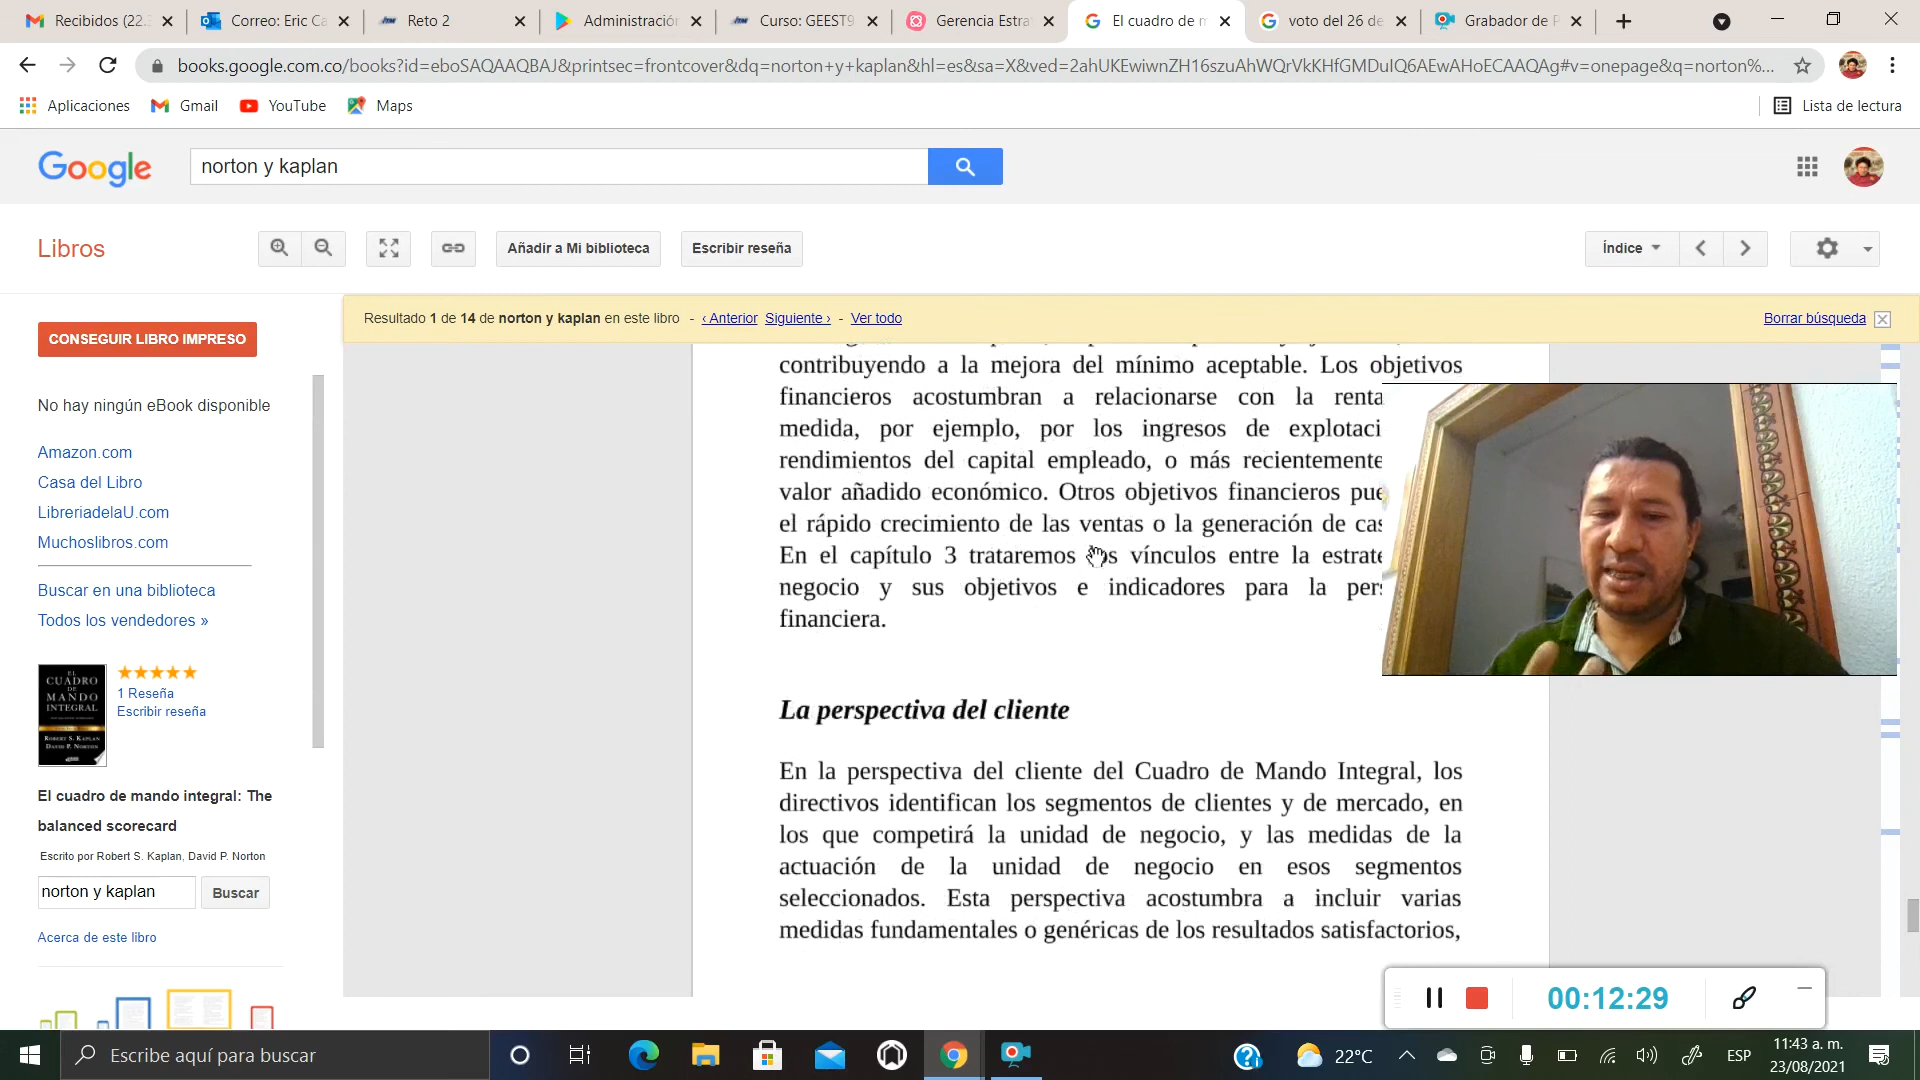 Recibidos (22.
Correo: Eric Ca
Reto 2
Administración
Curso: GEEST9
Gerencia Estra
El cuadro de m
voto del 26 de
Grabador de P
books.google.com.co/books?id=eboSAQAAQBAJ&printsec=frontcover&dq=norton+y+kaplan&hl=es&sa=X&ved=2ahUKEwiwnZH16szuAhWQrVkKHfGMDuIQ6AEwAHoECAAQAg#v=onepage&q=norton%...
Aplicaciones
Gmail
YouTube
Maps
Lista de lectura
Google
norton y kaplan
Libros
Añadir a Mi biblioteca
Escribir reseña
Índice
CONSEGUIR LIBRO IMPRESO
No hay ningún eBook disponible
Amazon.com
Casa del Libro
LibreriadelaU.com
Muchoslibros.com
Buscar en una biblioteca
Todos los vendedores »
EL
CUADRO
DE
MANDO
INTEGRAL
ROBERT S. KAPLAN
DAVID P. NORTON
1 Reseña
Escribir reseña
El cuadro de mando integral: The
balanced scorecard
Escrito por Robert S. Kaplan, David P. Norton
norton y kaplan
Buscar
Acerca de este libro
Resultado 1 de 14 de norton y kaplan en este libro - ‹ Anterior Siguiente › - Ver todo
Borrar búsqueda
contribuyendo a la mejora del mínimo aceptable. Los objetivos
financieros acostumbran a relacionarse con la renta
medida, por ejemplo, por los ingresos de explotaci
rendimientos del capital empleado, o más recientemente
valor añadido económico. Otros objetivos financieros pue
el rápido crecimiento de las ventas o la generación de cas
En el capítulo 3 trataremos los vínculos entre la estrate
negocio y sus objetivos e indicadores para la pers
financiera.
La perspectiva del cliente
En la perspectiva del cliente del Cuadro de Mando Integral, los
directivos identifican los segmentos de clientes y de mercado, en
los que competirá la unidad de negocio, y las medidas de la
actuación de la unidad de negocio en esos segmentos
seleccionados. Esta perspectiva acostumbra a incluir varias
medidas fundamentales o genéricas de los resultados satisfactorios,
00:12:29
Escribe aquí para buscar
22°C
ESP
11:43 a. m.
23/08/2021